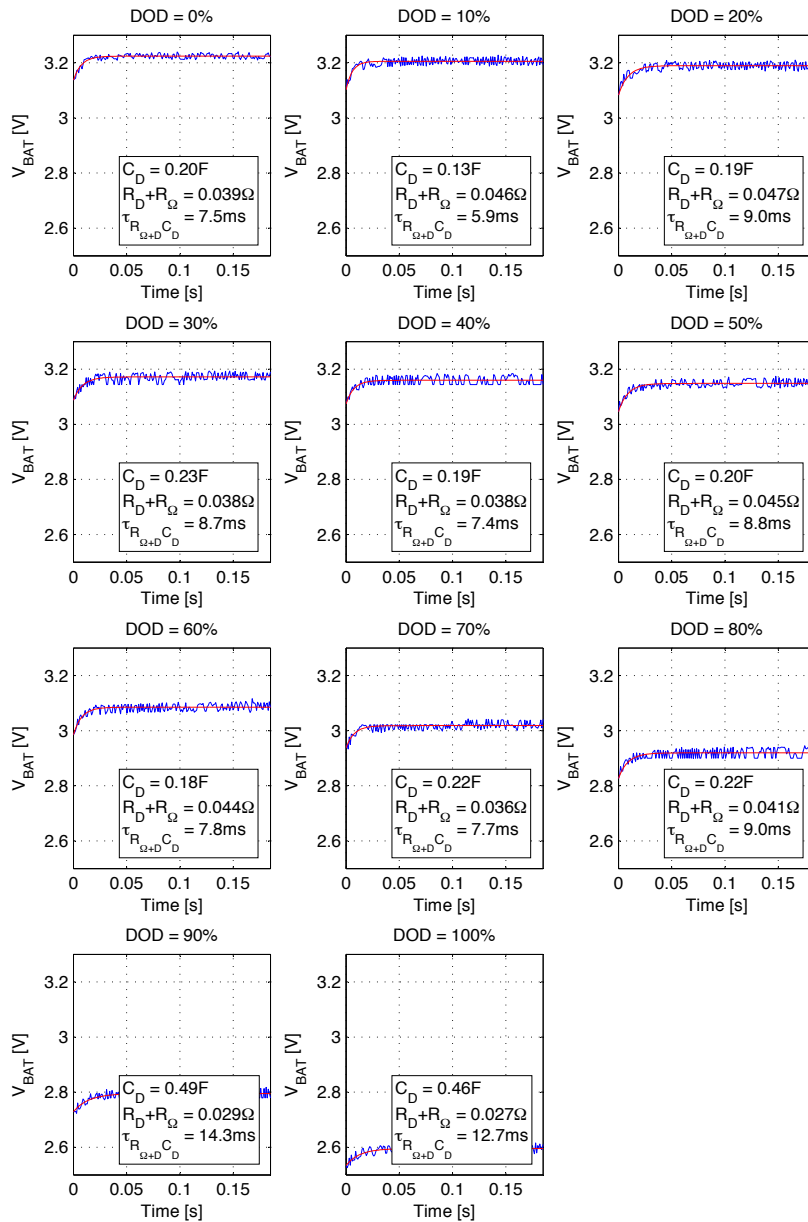 DOD = 0%
DOD = 10%
DOD = 20%
3.2
3
2.8
2.6
V_BAT [V]
C_D = 0.20F
R_D+R_Ω = 0.039Ω
τ_R_Ω+D C_D = 7.5ms
0 0.05 0.1 0.15
Time [s]
3.2
3
2.8
2.6
V_BAT [V]
C_D = 0.13F
R_D+R_Ω = 0.046Ω
τ_R_Ω+D C_D = 5.9ms
0 0.05 0.1 0.15
Time [s]
3.2
3
2.8
2.6
V_BAT [V]
C_D = 0.19F
R_D+R_Ω = 0.047Ω
τ_R_Ω+D C_D = 9.0ms
0 0.05 0.1 0.15
Time [s]
DOD = 30%
DOD = 40%
DOD = 50%
3.2
3
2.8
2.6
V_BAT [V]
C_D = 0.23F
R_D+R_Ω = 0.038Ω
τ_R_Ω+D C_D = 8.7ms
0 0.05 0.1 0.15
Time [s]
3.2
3
2.8
2.6
V_BAT [V]
C_D = 0.19F
R_D+R_Ω = 0.038Ω
τ_R_Ω+D C_D = 7.4ms
0 0.05 0.1 0.15
Time [s]
3.2
3
2.8
2.6
V_BAT [V]
C_D = 0.20F
R_D+R_Ω = 0.045Ω
τ_R_Ω+D C_D = 8.8ms
0 0.05 0.1 0.15
Time [s]
DOD = 60%
DOD = 70%
DOD = 80%
3.2
3
2.8
2.6
V_BAT [V]
C_D = 0.18F
R_D+R_Ω = 0.044Ω
τ_R_Ω+D C_D = 7.8ms
0 0.05 0.1 0.15
Time [s]
3.2
3
2.8
2.6
V_BAT [V]
C_D = 0.22F
R_D+R_Ω = 0.036Ω
τ_R_Ω+D C_D = 7.7ms
0 0.05 0.1 0.15
Time [s]
3.2
3
2.8
2.6
V_BAT [V]
C_D = 0.22F
R_D+R_Ω = 0.041Ω
τ_R_Ω+D C_D = 9.0ms
0 0.05 0.1 0.15
Time [s]
DOD = 90%
DOD = 100%
3.2
3
2.8
2.6
V_BAT [V]
C_D = 0.49F
R_D+R_Ω = 0.029Ω
τ_R_Ω+D C_D = 14.3ms
0 0.05 0.1 0.15
Time [s]
3.2
3
2.8
2.6
V_BAT [V]
C_D = 0.46F
R_D+R_Ω = 0.027Ω
τ_R_Ω+D C_D = 12.7ms
0 0.05 0.1 0.15
Time [s]